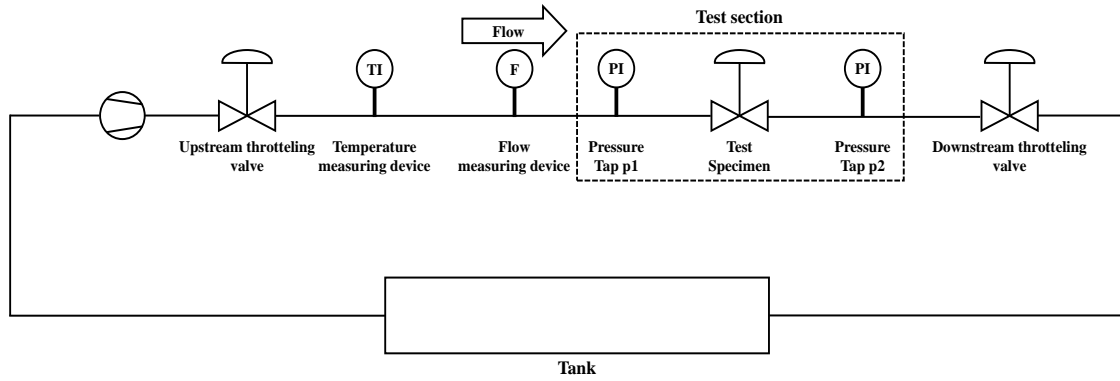 Test section
Flow
TI
F
PI
PI
Upstream throtteling
valve
Temperature
measuring device
Flow
measuring device
Pressure
Tap p1
Test
Specimen
Pressure
Tap p2
Downstream throtteling
valve
Tank